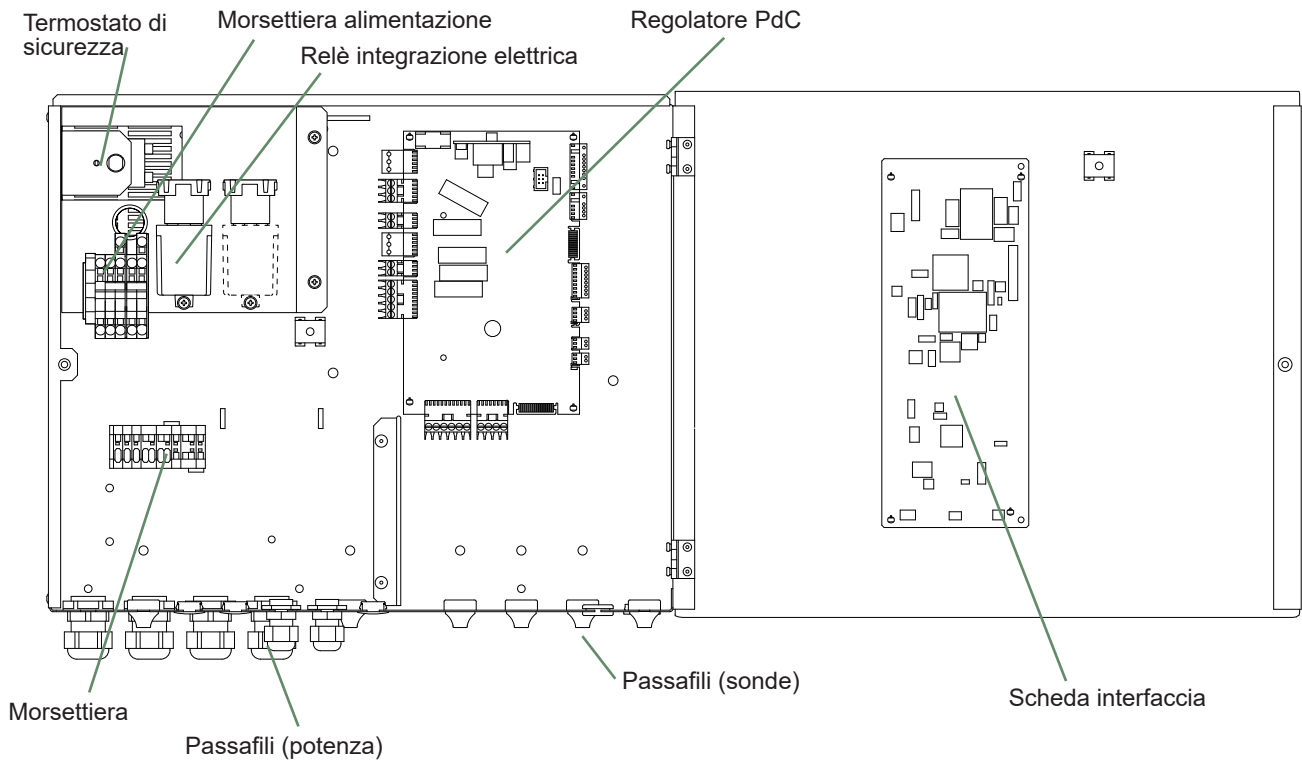 Termostato di
sicurezza
Morsettiera alimentazione
Relè integrazione elettrica
Regolatore PdC
Morsettiera
Passafili (potenza)
Passafili (sonde)
Scheda interfaccia